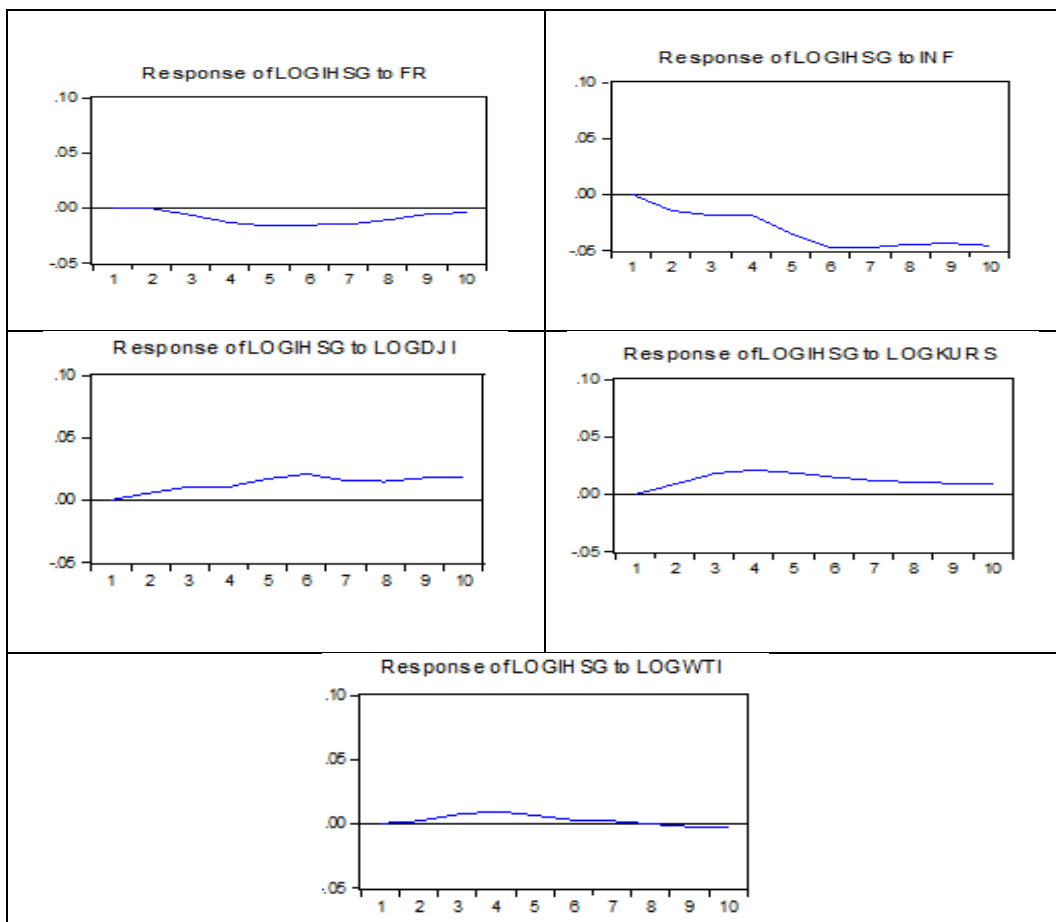 Response of LOGIHSG to FR
.10
.05
.00
-.05
1 2 3 4 5 6 7 8 9 10
Response of LOGIHSG to INF
.10
.05
.00
-.05
1 2 3 4 5 6 7 8 9 10
Response of LOGIHSG to LOGDJI
.10
.05
.00
-.05
1 2 3 4 5 6 7 8 9 10
Response of LOGIHSG to LOGKURS
.10
.05
.00
-.05
1 2 3 4 5 6 7 8 9 10
Response of LOGIHSG to LOGWTI
.10
.05
.00
-.05
1 2 3 4 5 6 7 8 9 10